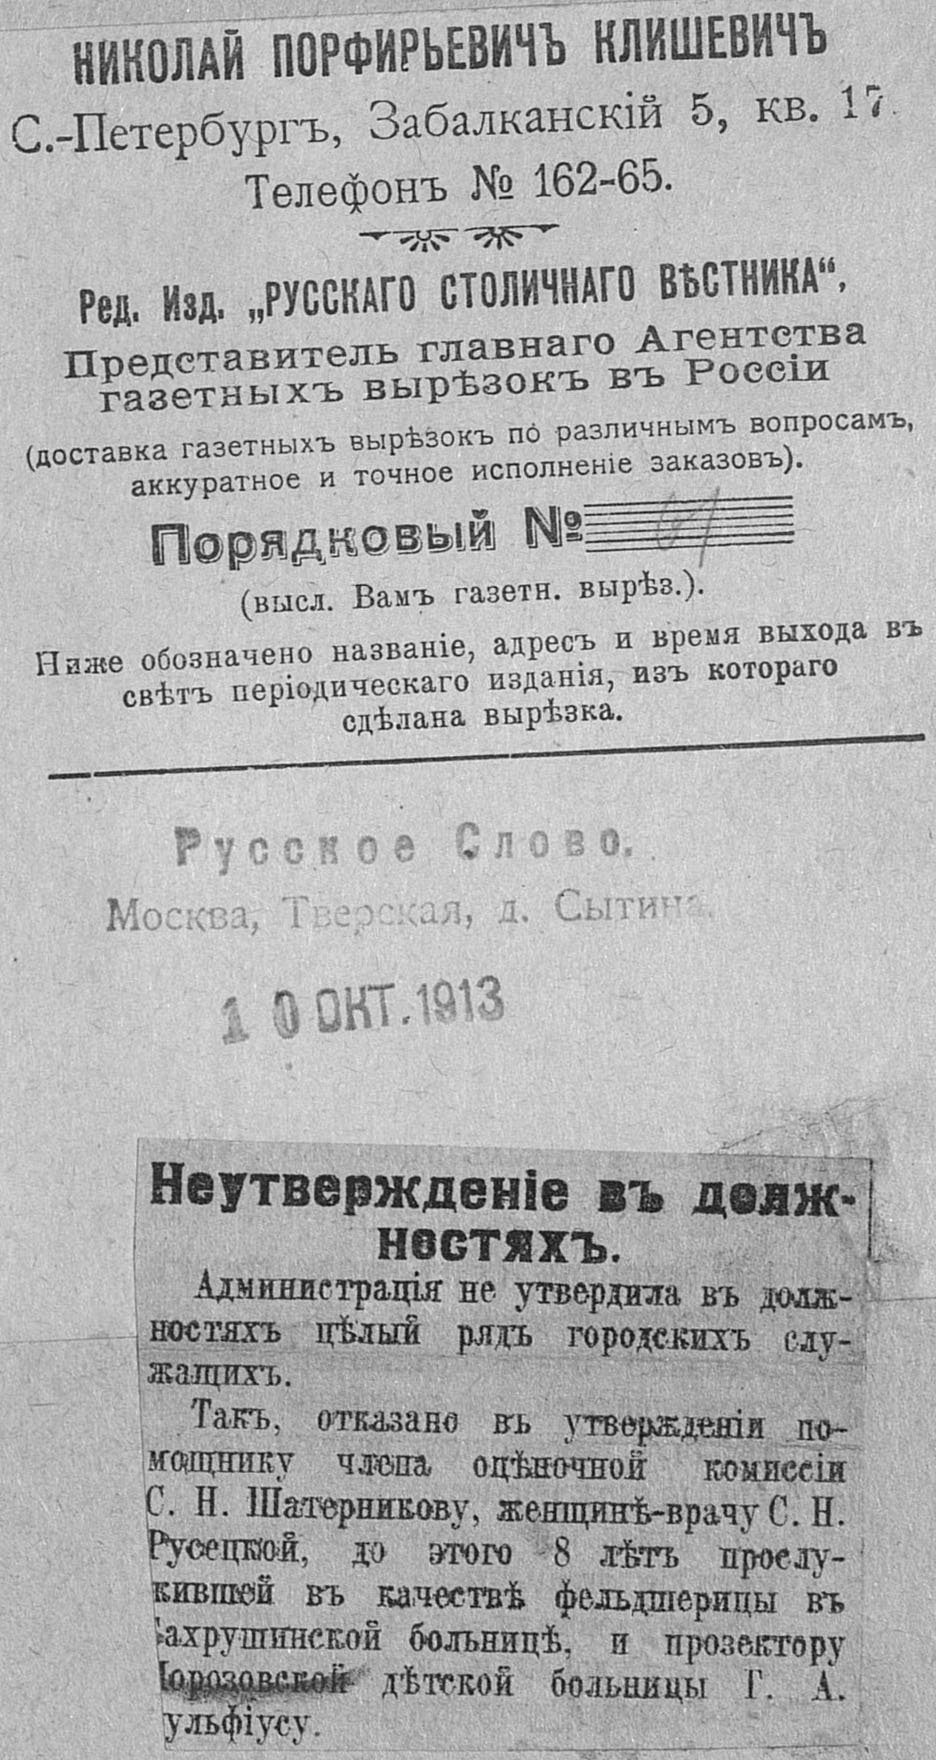 НИКОЛАЙ ПОРФИРЬЕВИЧЪ КЛИШЕВИЧЪ
С.-Петербургъ, Забалканскій 5, кв. 17.
Телефонъ № 162-65.
Ред. Изд. „РУССКАГО СТОЛИЧНАГО ВѢСТНИКА“,
Представитель главнаго Агентства
газетныхъ вырѣзокъ въ Россіи
(доставка газетныхъ вырѣзокъ по различнымъ вопросамъ,
аккуратное и точное исполненіе заказовъ).
Порядковый №
(высл. Вамъ газетн. вырѣз.).
Ниже обозначено названіе, адресъ и время выхода въ
свѣтъ періодическаго изданія, изъ котораго
сдѣлана вырѣзка.
Русское Слово.
Москва, Тверская, д. Сытина.
10 ОКТ. 1913
Неутвержденіе въ долж-
ностяхъ.
Администрація не утвердила въ долж-
ностяхъ цѣлый рядъ городскихъ слу-
жащихъ.
Такъ, отказано въ утвержденіи по-
мощнику члена оцѣночной комиссіи
С. Н. Шатерникову, женщинѣ-врачу С. Н.
Русецкой, до этого 8 лѣтъ прослу-
жившей въ качествѣ фельдшерицы въ
ахрушинской больницѣ, и прозектору
орозовской дѣтской больницы Г. А.
ульфіусу.